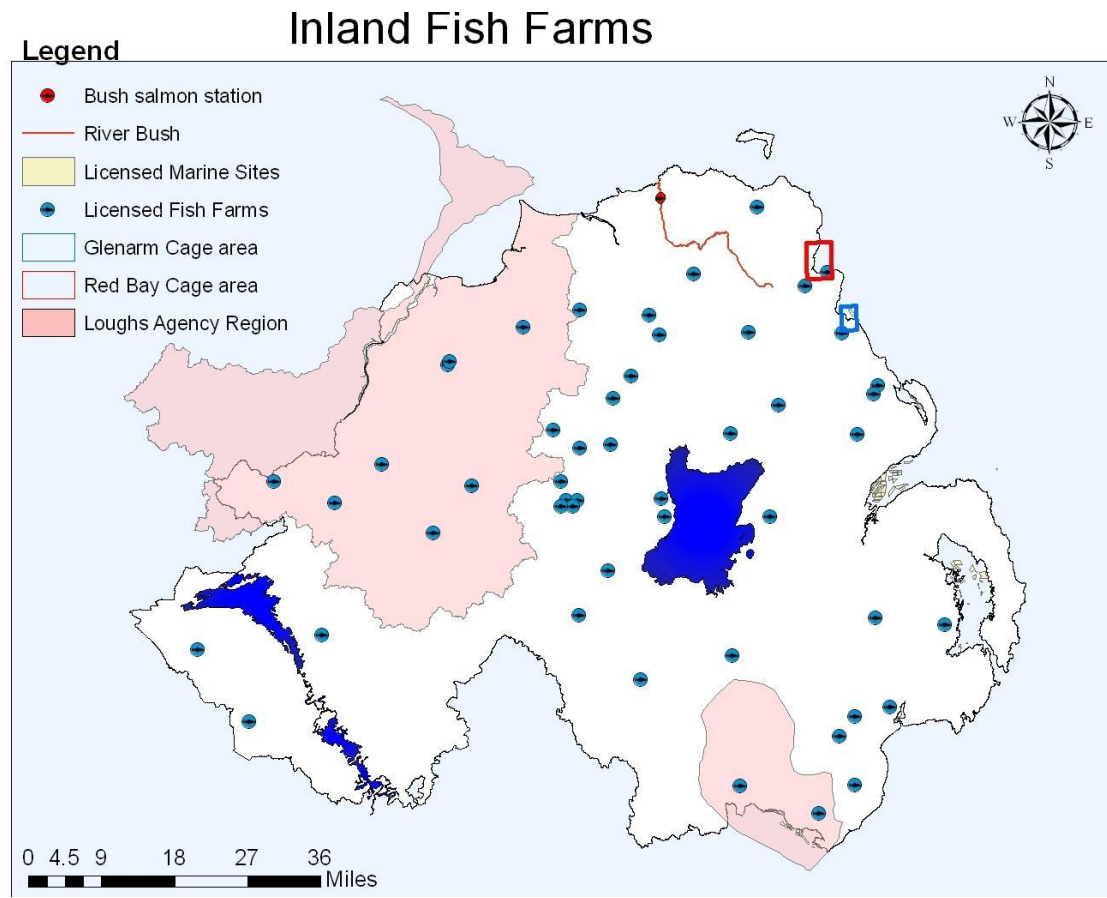 Inland Fish Farms
Legend
Bush salmon station
River Bush
Licensed Marine Sites
Licensed Fish Farms
Glenarm Cage area
Red Bay Cage area
Loughs Agency Region
N
W E
S
0 4.5 9 18 27 36
Miles